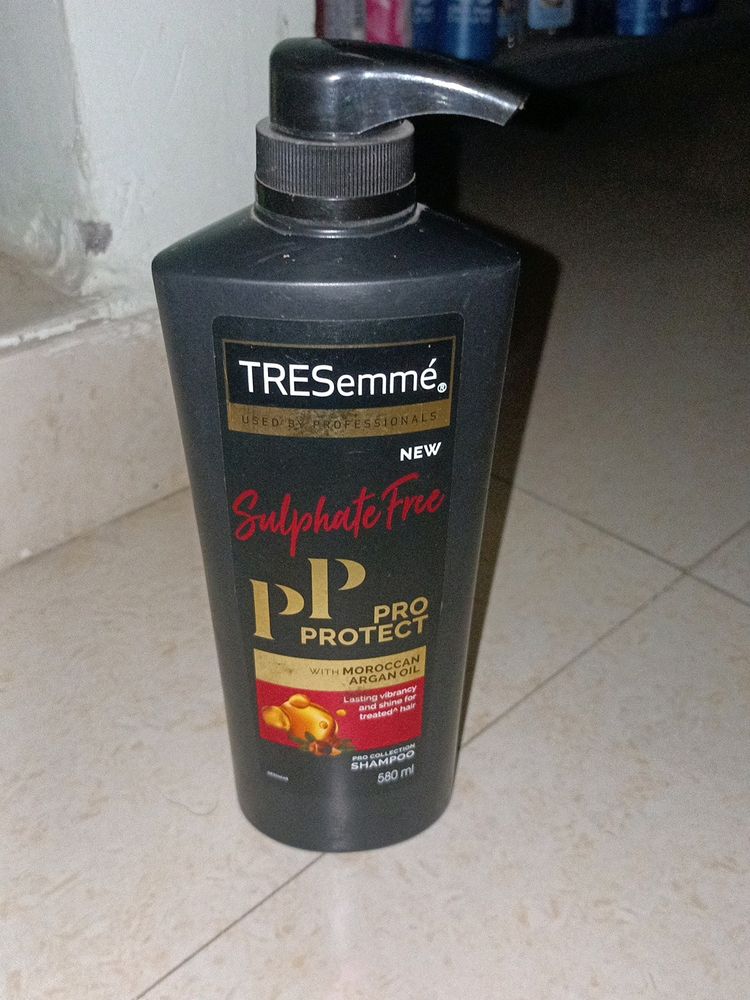 TRESemmé®
USED BY PROFESSIONALS
NEW
Sulphate Free
PP PRO
PROTECT
WITH MOROCCAN
ARGAN OIL
Lasting vibrancy
and shine for
treated^ hair
PRO COLLECTION
SHAMPOO
580 ml